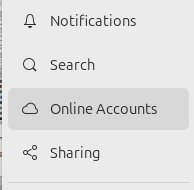 Notifications
Search
Online Accounts
Sharing